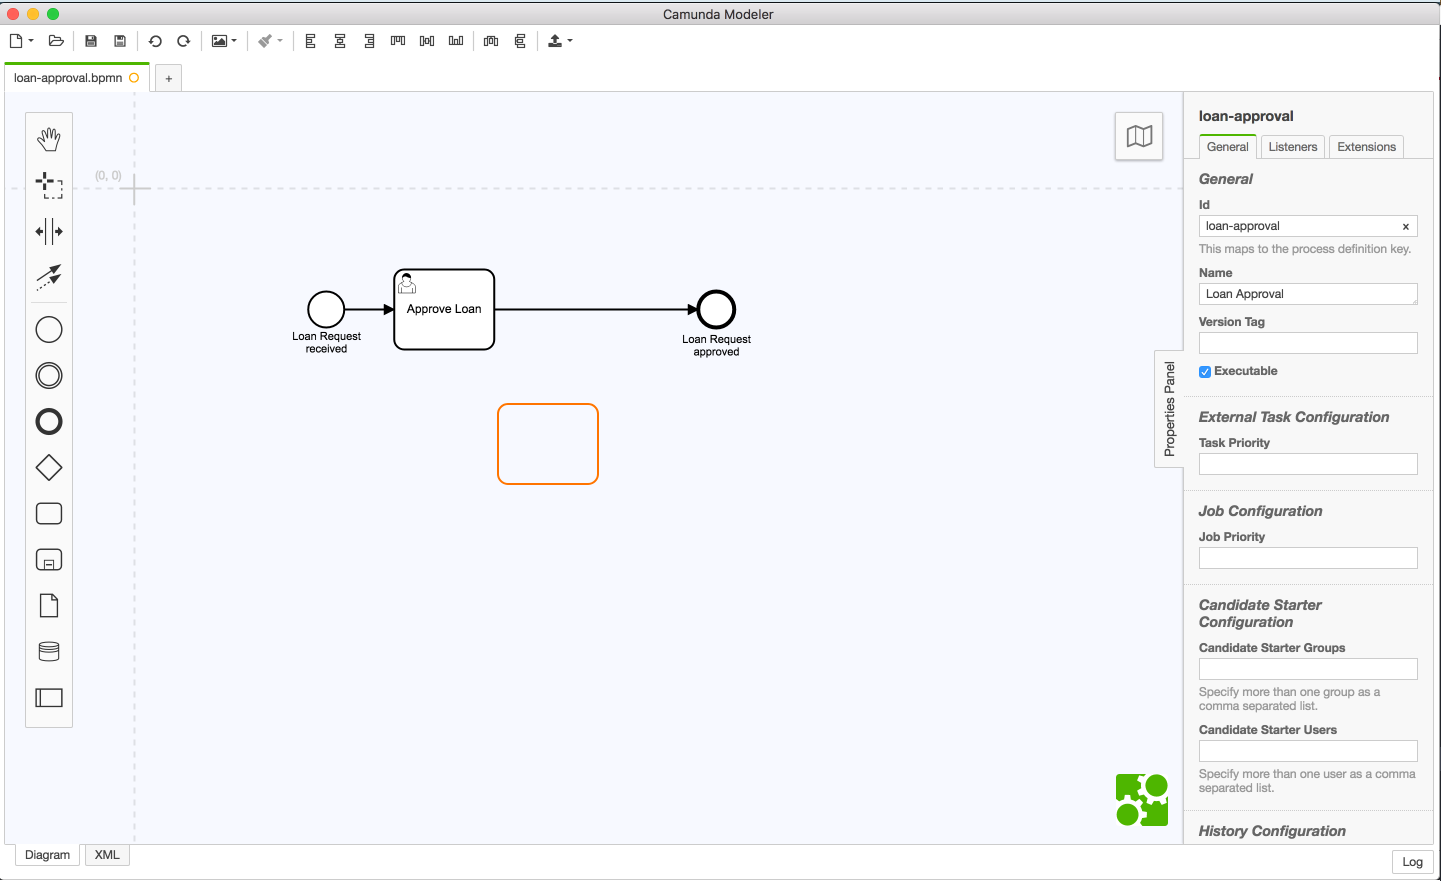 Camunda Modeler
loan-approval.bpmn
+
(0, 0)
Loan Request
received
Approve Loan
Loan Request
approved
Properties Panel
loan-approval
General Listeners Extensions
General
Id
loan-approval
This maps to the process definition key.
Name
Loan Approval
Version Tag
Executable
External Task Configuration
Task Priority
Job Configuration
Job Priority
Candidate Starter
Configuration
Candidate Starter Groups
Specify more than one group as a
comma separated list.
Candidate Starter Users
Specify more than one user as a comma
separated list.
History Configuration
Diagram XML
Log